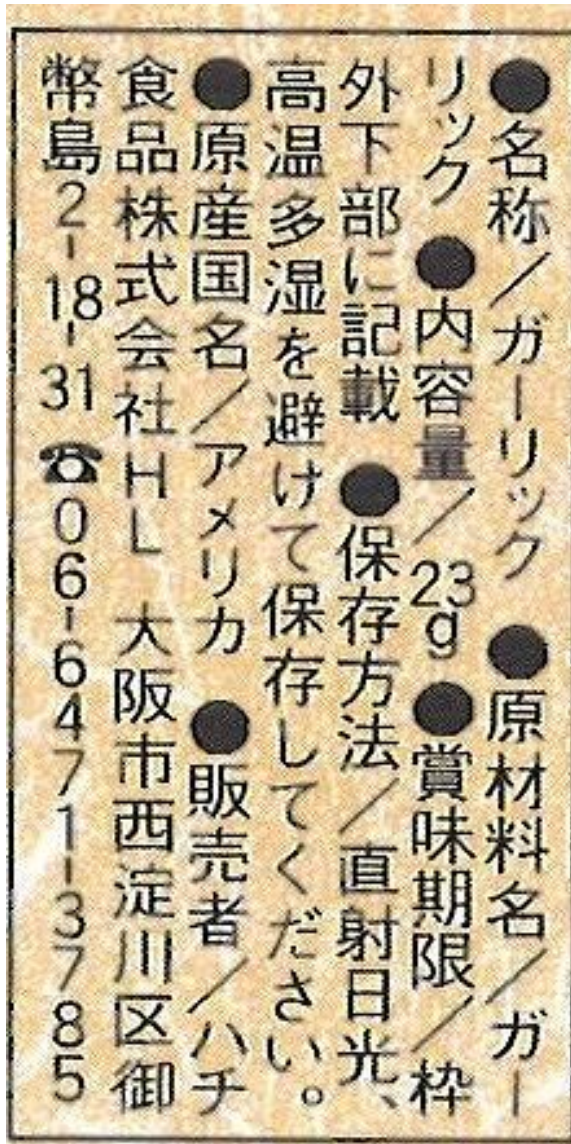 ●名称／ガーリック ●原材料名／ガー
リック ●内容量／23g ●賞味期限／枠
外下部に記載 ●保存方法／直射日光、
高温多湿を避けて保存してください。
●原産国名／アメリカ ●販売者／ハチ
食品株式会社HL 大阪市西淀川区御
幣島2-18-31 ☎06-6471-3785